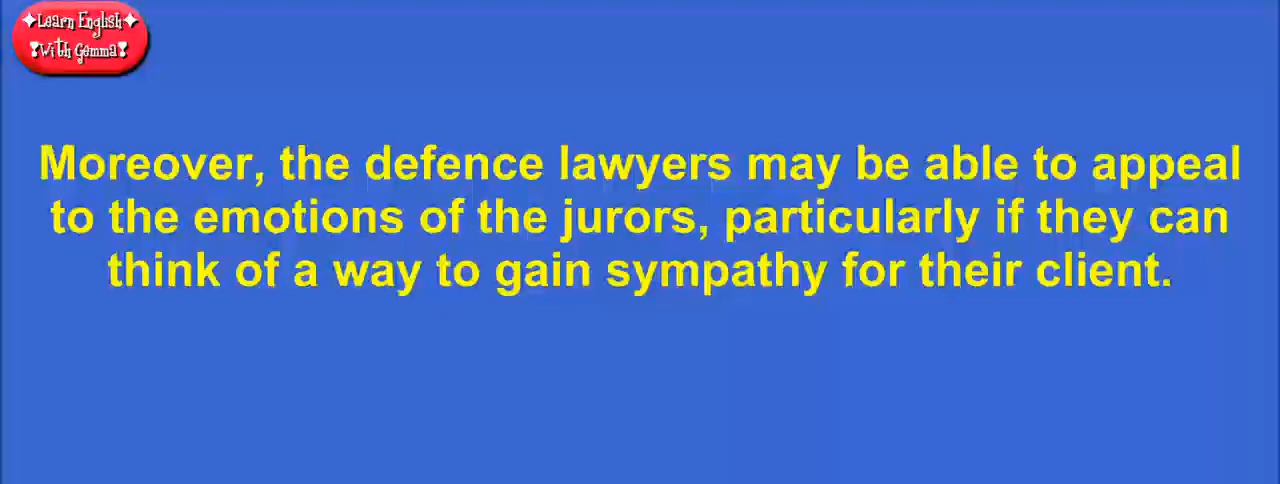 Learn English
With Gemma
Moreover, the defence lawyers may be able to appeal
to the emotions of the jurors, particularly if they can
think of a way to gain sympathy for their client.